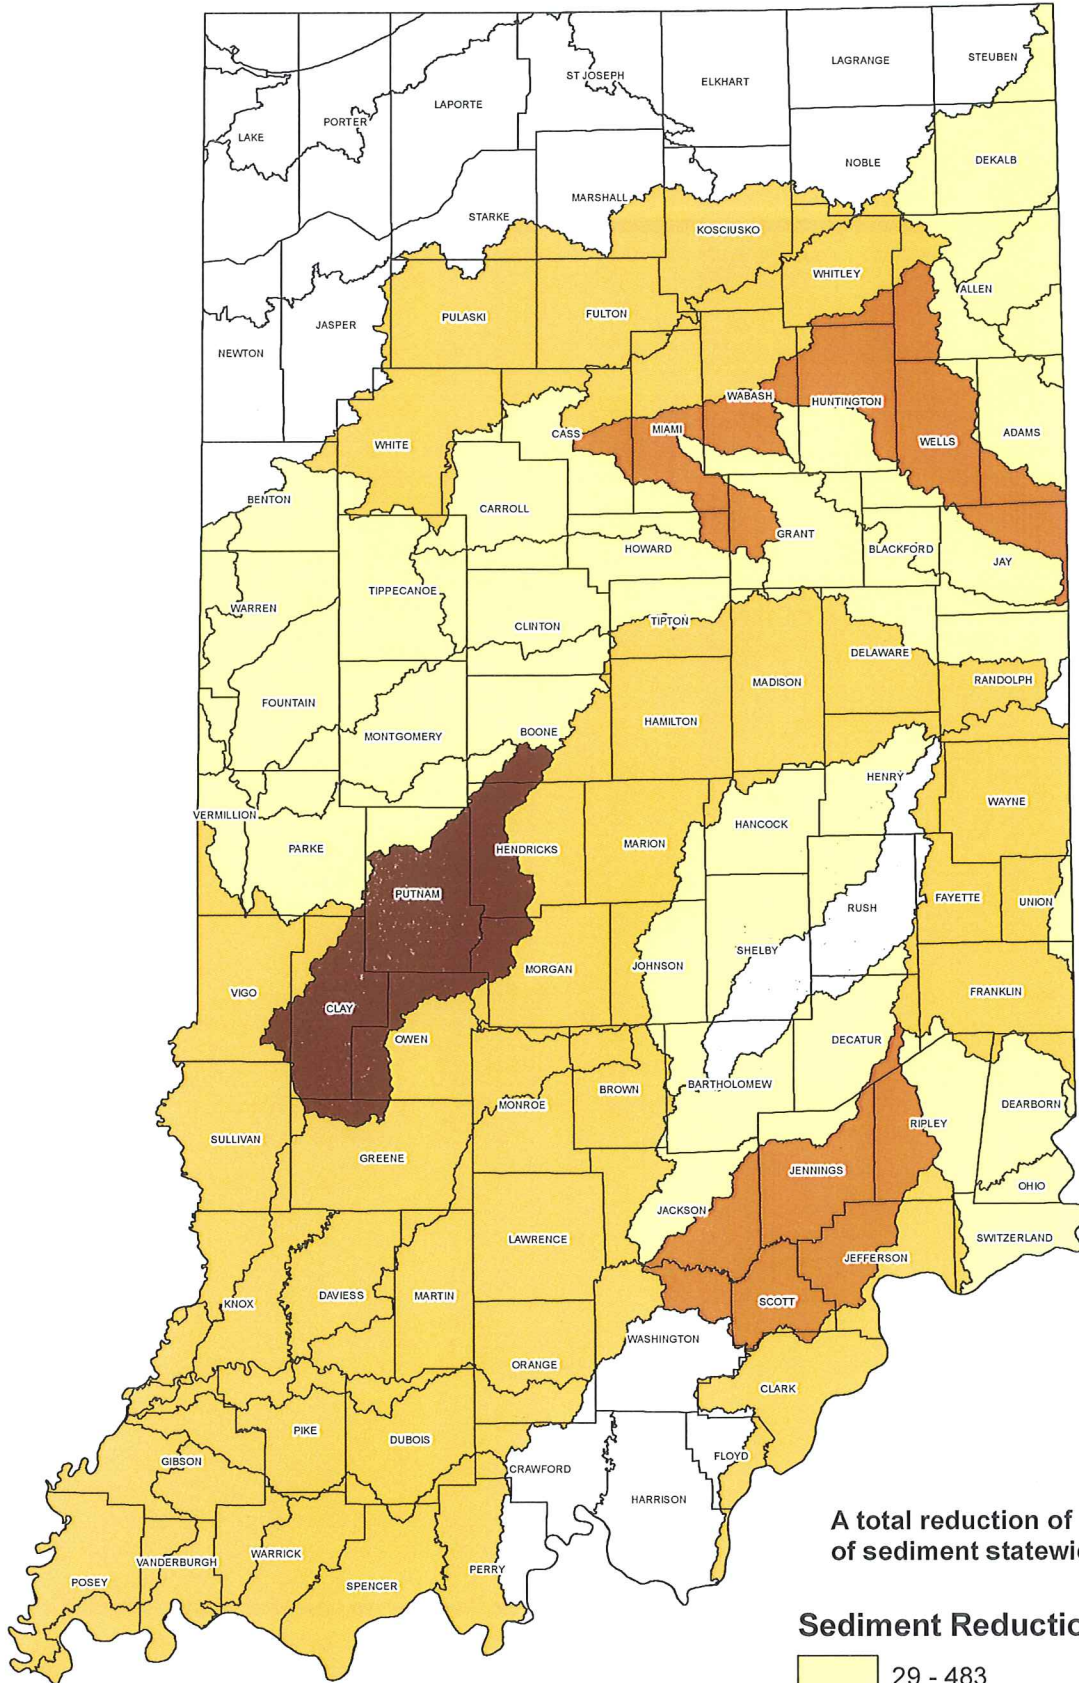 STEUBEN
LAGRANGE
ST JOSEPH
ELKHART
LAPORTE
PORTER
LAKE
NOBLE
DEKALB
MARSHALL
STARKE
KOSCIUSKO
WHITLEY
ALLEN
PULASKI
FULTON
JASPER
NEWTON
WABASH
HUNTINGTON
MIAMI
CASS
WHITE
WELLS
ADAMS
BENTON
CARROLL
GRANT
HOWARD
BLACKFORD
JAY
TIPPECANOE
WARREN
CLINTON
TIPTON
DELAWARE
MADISON
RANDOLPH
FOUNTAIN
HAMILTON
MONTGOMERY
BOONE
HENRY
WAYNE
VERMILLION
HANCOCK
PARKE
HENDRICKS
MARION
PUTNAM
RUSH
FAYETTE
UNION
SHELBY
MORGAN
JOHNSON
VIGO
FRANKLIN
CLAY
OWEN
DECATUR
BARTHOLOMEW
BROWN
MONROE
DEARBORN
RIPLEY
SULLIVAN
GREENE
JENNINGS
OHIO
JACKSON
LAWRENCE
SWITZERLAND
JEFFERSON
KNOX
DAVIESS
MARTIN
SCOTT
WASHINGTON
ORANGE
CLARK
PIKE
DUBOIS
GIBSON
CRAWFORD
FLOYD
HARRISON
VANDERBURGH
WARRICK
PERRY
POSEY
SPENCER
A total reduction of
of sediment statewi
Sediment Reductio
29 - 483